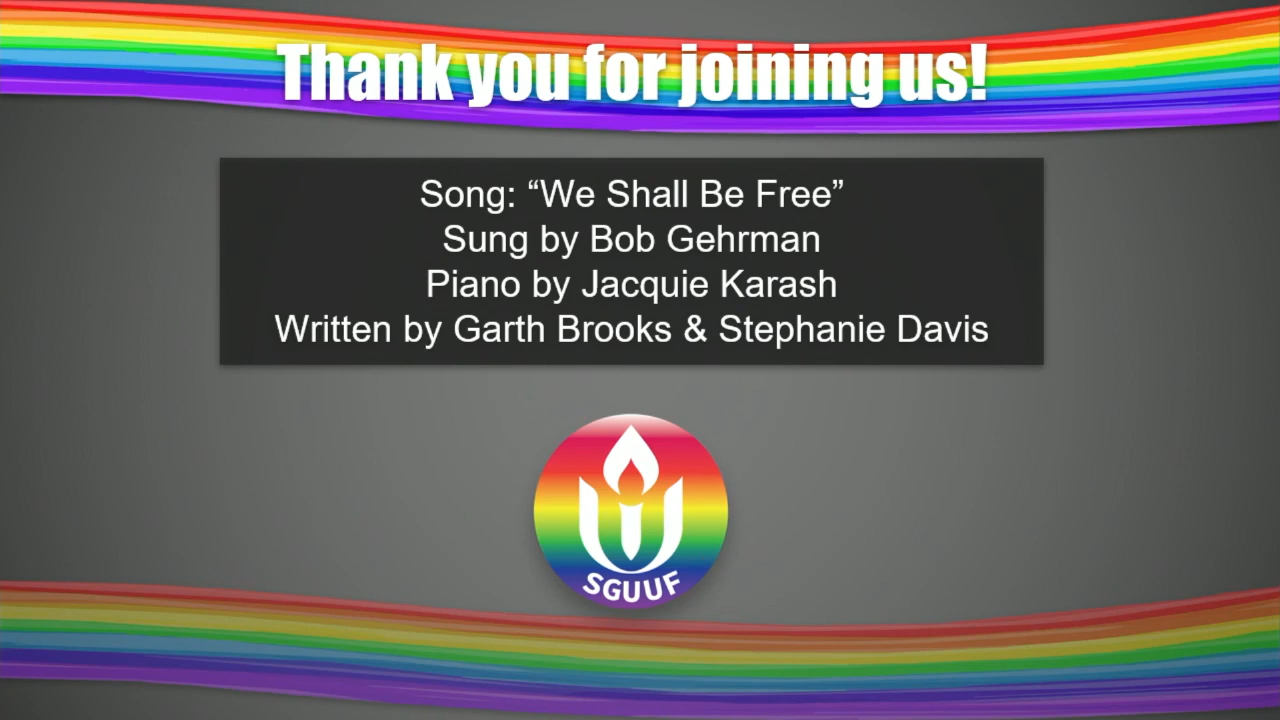 Thank you for joining us!
Song: “We Shall Be Free”
Sung by Bob Gehrman
Piano by Jacquie Karash
Written by Garth Brooks & Stephanie Davis
SGUUF